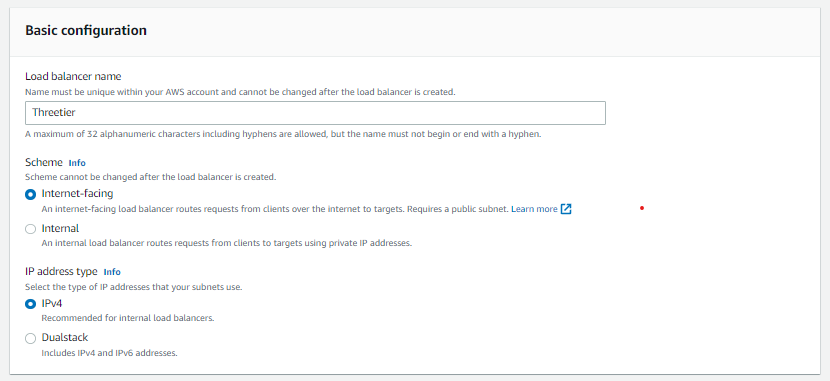 Basic configuration
Load balancer name
Name must be unique within your AWS account and cannot be changed after the load balancer is created.
Threetier
A maximum of 32 alphanumeric characters including hyphens are allowed, but the name must not begin or end with a hyphen.
Scheme Info
Scheme cannot be changed after the load balancer is created.
Internet-facing
An internet-facing load balancer routes requests from clients over the internet to targets. Requires a public subnet. Learn more
Internal
An internal load balancer routes requests from clients to targets using private IP addresses.
IP address type Info
Select the type of IP addresses that your subnets use.
IPv4
Recommended for internal load balancers.
Dualstack
Includes IPv4 and IPv6 addresses.